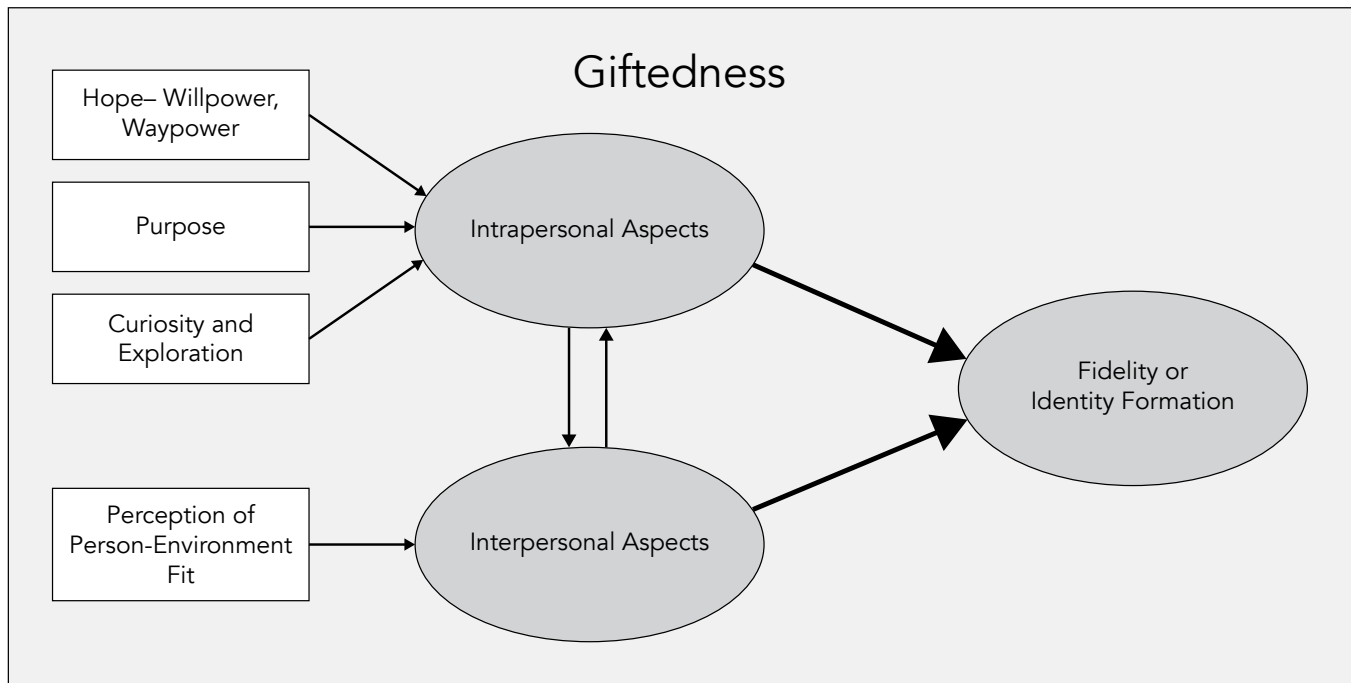 Giftedness
Hope– Willpower,
Waypower
Purpose
Curiosity and
Exploration
Intrapersonal Aspects
Fidelity or
Identity Formation
Perception of
Person-Environment
Fit
Interpersonal Aspects